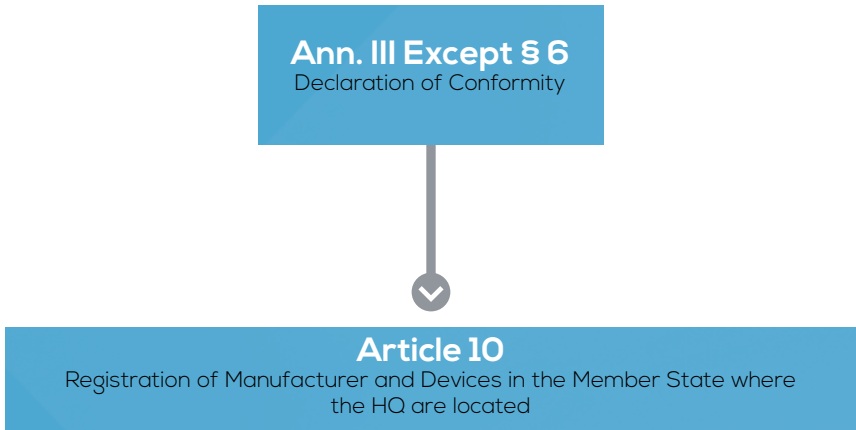 Ann. III Except § 6
Declaration of Conformity
Article 10
Registration of Manufacturer and Devices in the Member State where
the HQ are located